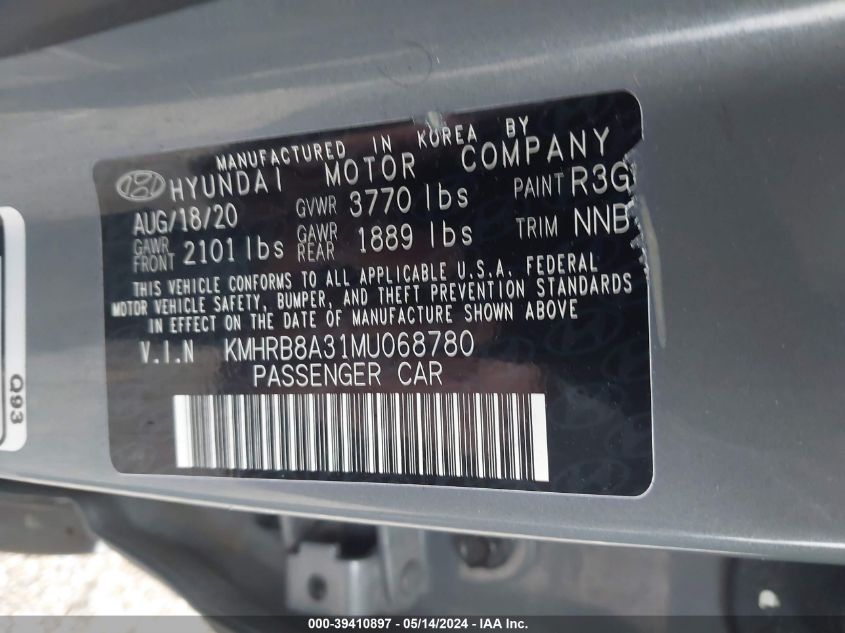 MANUFACTURED IN KOREA BY
HYUNDAI MOTOR COMPANY
AUG/18/20 GVWR 3770 lbs PAINT R3G
GAWR FRONT 2101 lbs GAWR REAR 1889 lbs TRIM NNB
THIS VEHICLE CONFORMS TO ALL APPLICABLE U.S.A. FEDERAL
MOTOR VEHICLE SAFETY, BUMPER, AND THEFT PREVENTION STANDARDS
IN EFFECT ON THE DATE OF MANUFACTURE SHOWN ABOVE
V.I.N KMHRB8A31MU068780
PASSENGER CAR
Q93
000-39410897 - 05/14/2024 - IAA Inc.